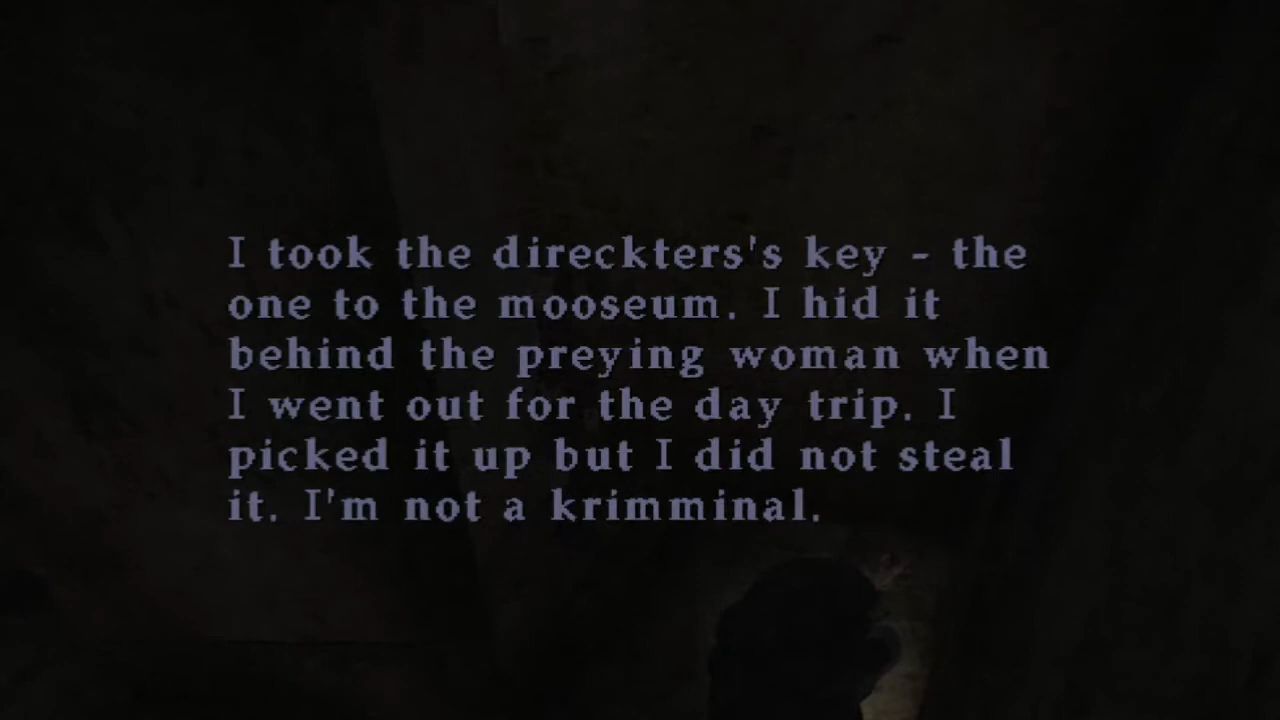 I took the direckters's key - the
one to the mooseum. I hid it
behind the preying woman when
I went out for the day trip. I
picked it up but I did not steal
it. I'm not a krimminal.